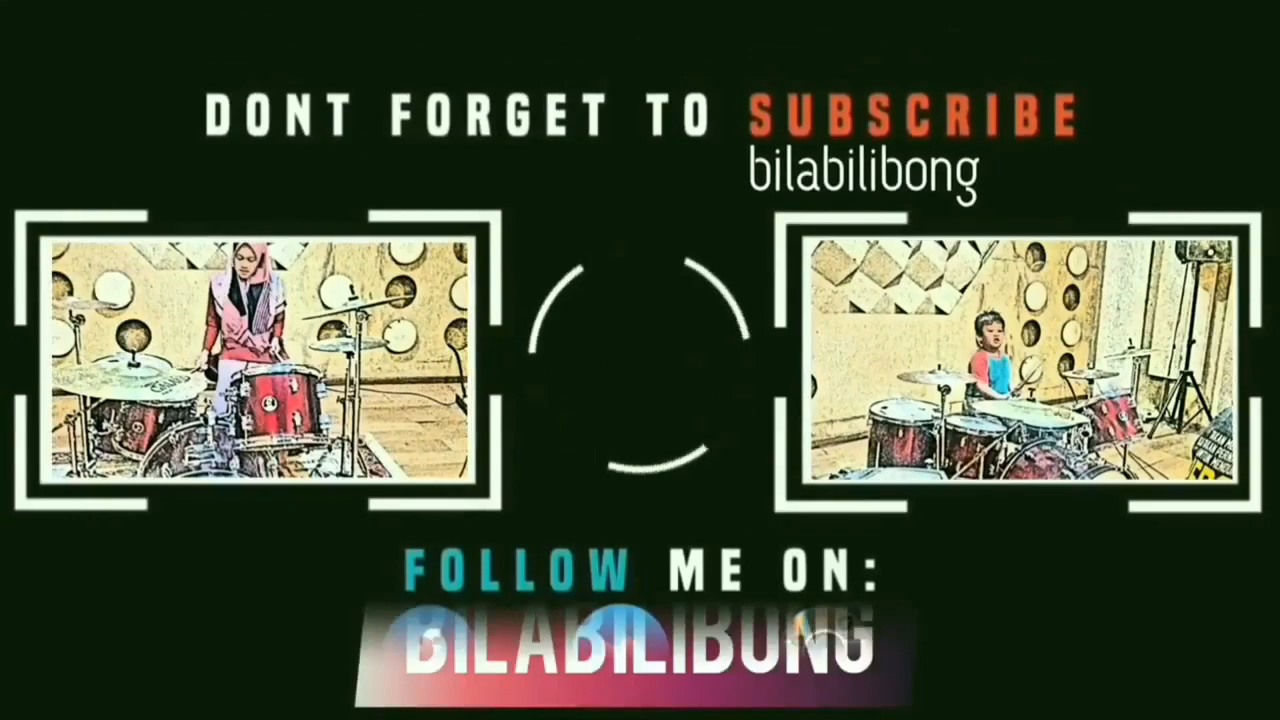 DONT FORGET TO SUBSCRIBE
bilabilibong
FOLLOW ME ON:
BILABILIBONG